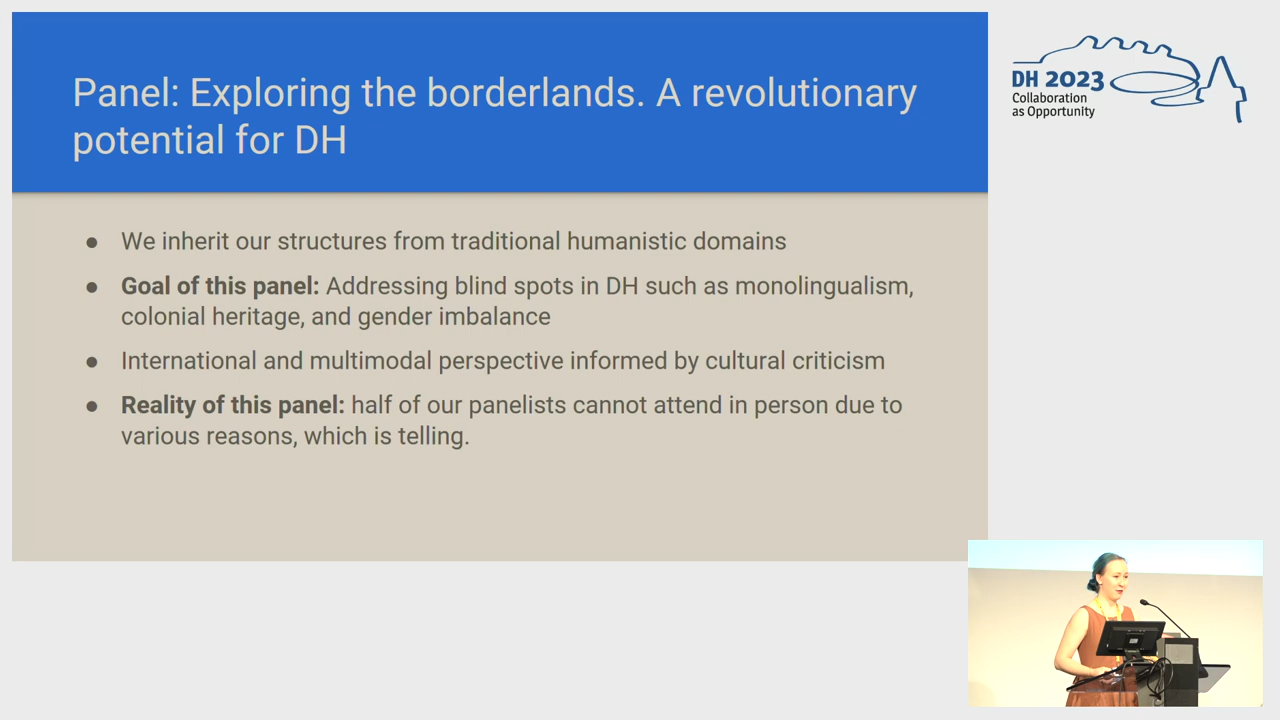 Panel: Exploring the borderlands. A revolutionary
potential for DH
● We inherit our structures from traditional humanistic domains
● Goal of this panel: Addressing blind spots in DH such as monolingualism,
colonial heritage, and gender imbalance
● International and multimodal perspective informed by cultural criticism
● Reality of this panel: half of our panelists cannot attend in person due to
various reasons, which is telling.
DH 2023
Collaboration
as Opportunity